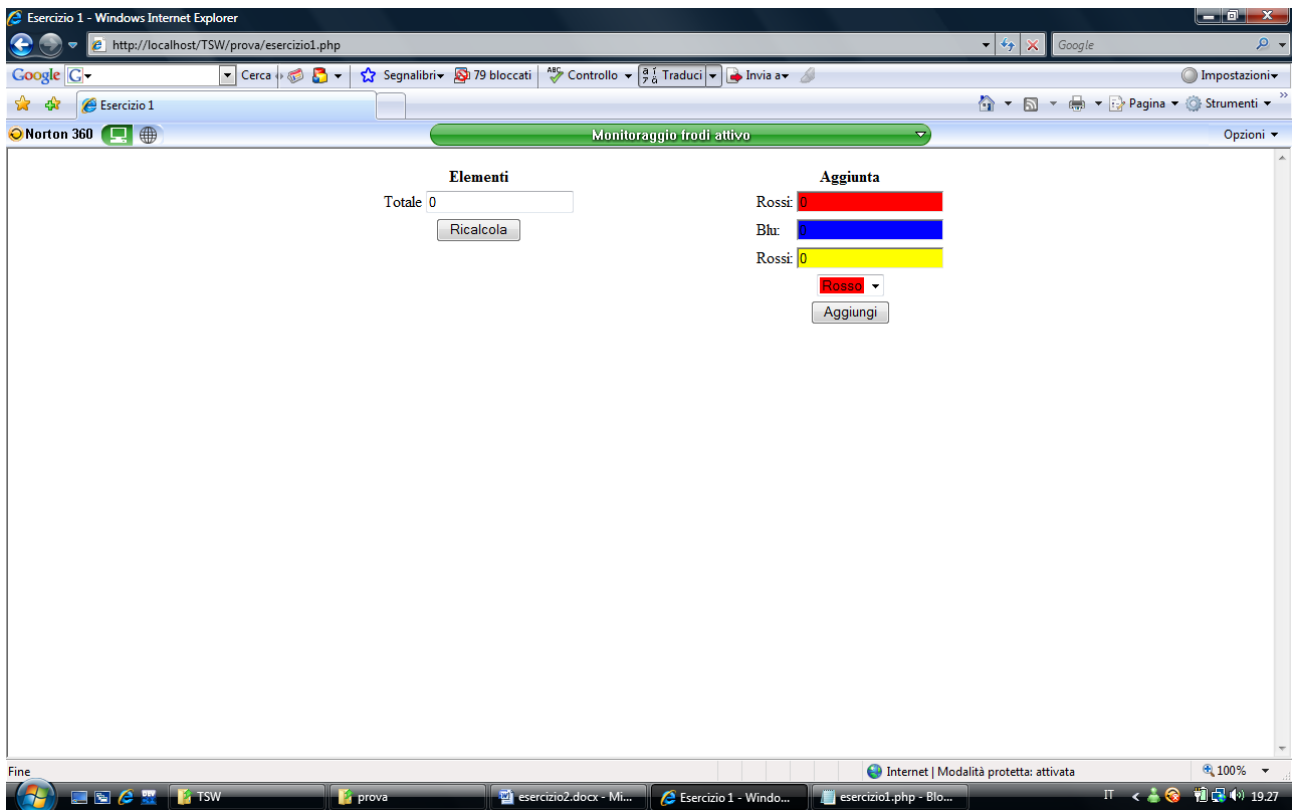 Esercizio 1 - Windows Internet Explorer
http://localhost/TSW/prova/esercizio1.php
Google
Google G Cerca Segnalibri 79 bloccati ABC Controllo Traduci Invia a Impostazioni
Esercizio 1
Pagina Strumenti »
Norton 360 Monitoraggio frodi attivo Opzioni
Elementi
Aggiunta
Totale 0
Rossi: 0
Ricalcola
Blu: 0
Rossi: 0
Rosso
Aggiungi
Fine Internet | Modalità protetta: attivata 100%
TSW prova esercizio2.docx - Mi... Esercizio 1 - Windo... esercizio1.php - Blo... IT 19.27